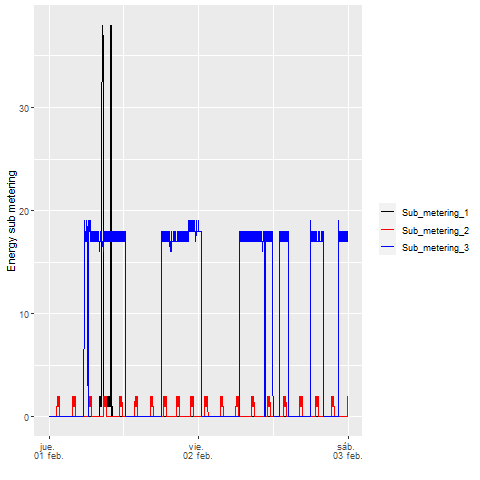 Energy sub metering
30
20
10
0
jue.
01 feb.
vie.
02 feb.
sáb.
03 feb.
Sub_metering_1
Sub_metering_2
Sub_metering_3